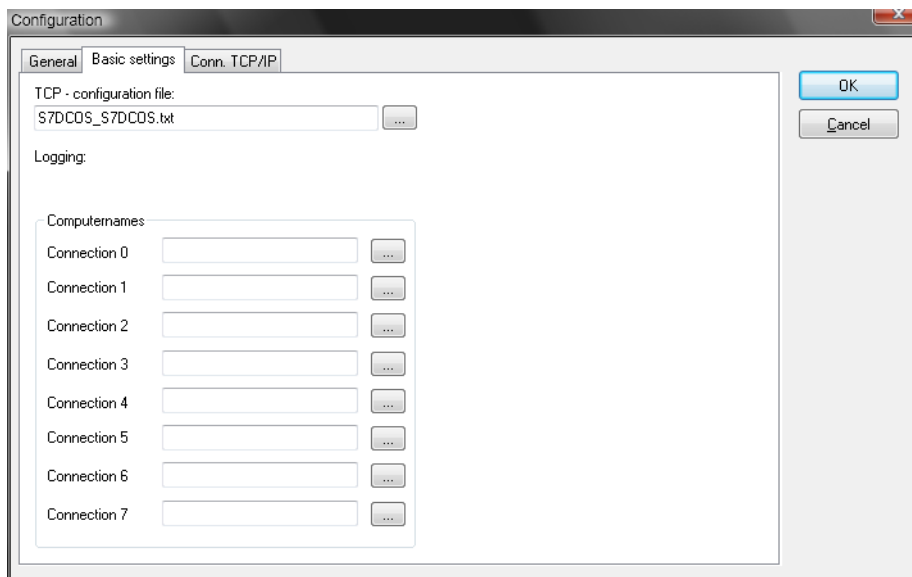 Configuration
General Basic settings Conn. TCP/IP
TCP - configuration file:
S7DCOS_S7DCOS.txt ...
Logging:
Computernames
Connection 0 ...
Connection 1 ...
Connection 2 ...
Connection 3 ...
Connection 4 ...
Connection 5 ...
Connection 6 ...
Connection 7 ...
OK
Cancel